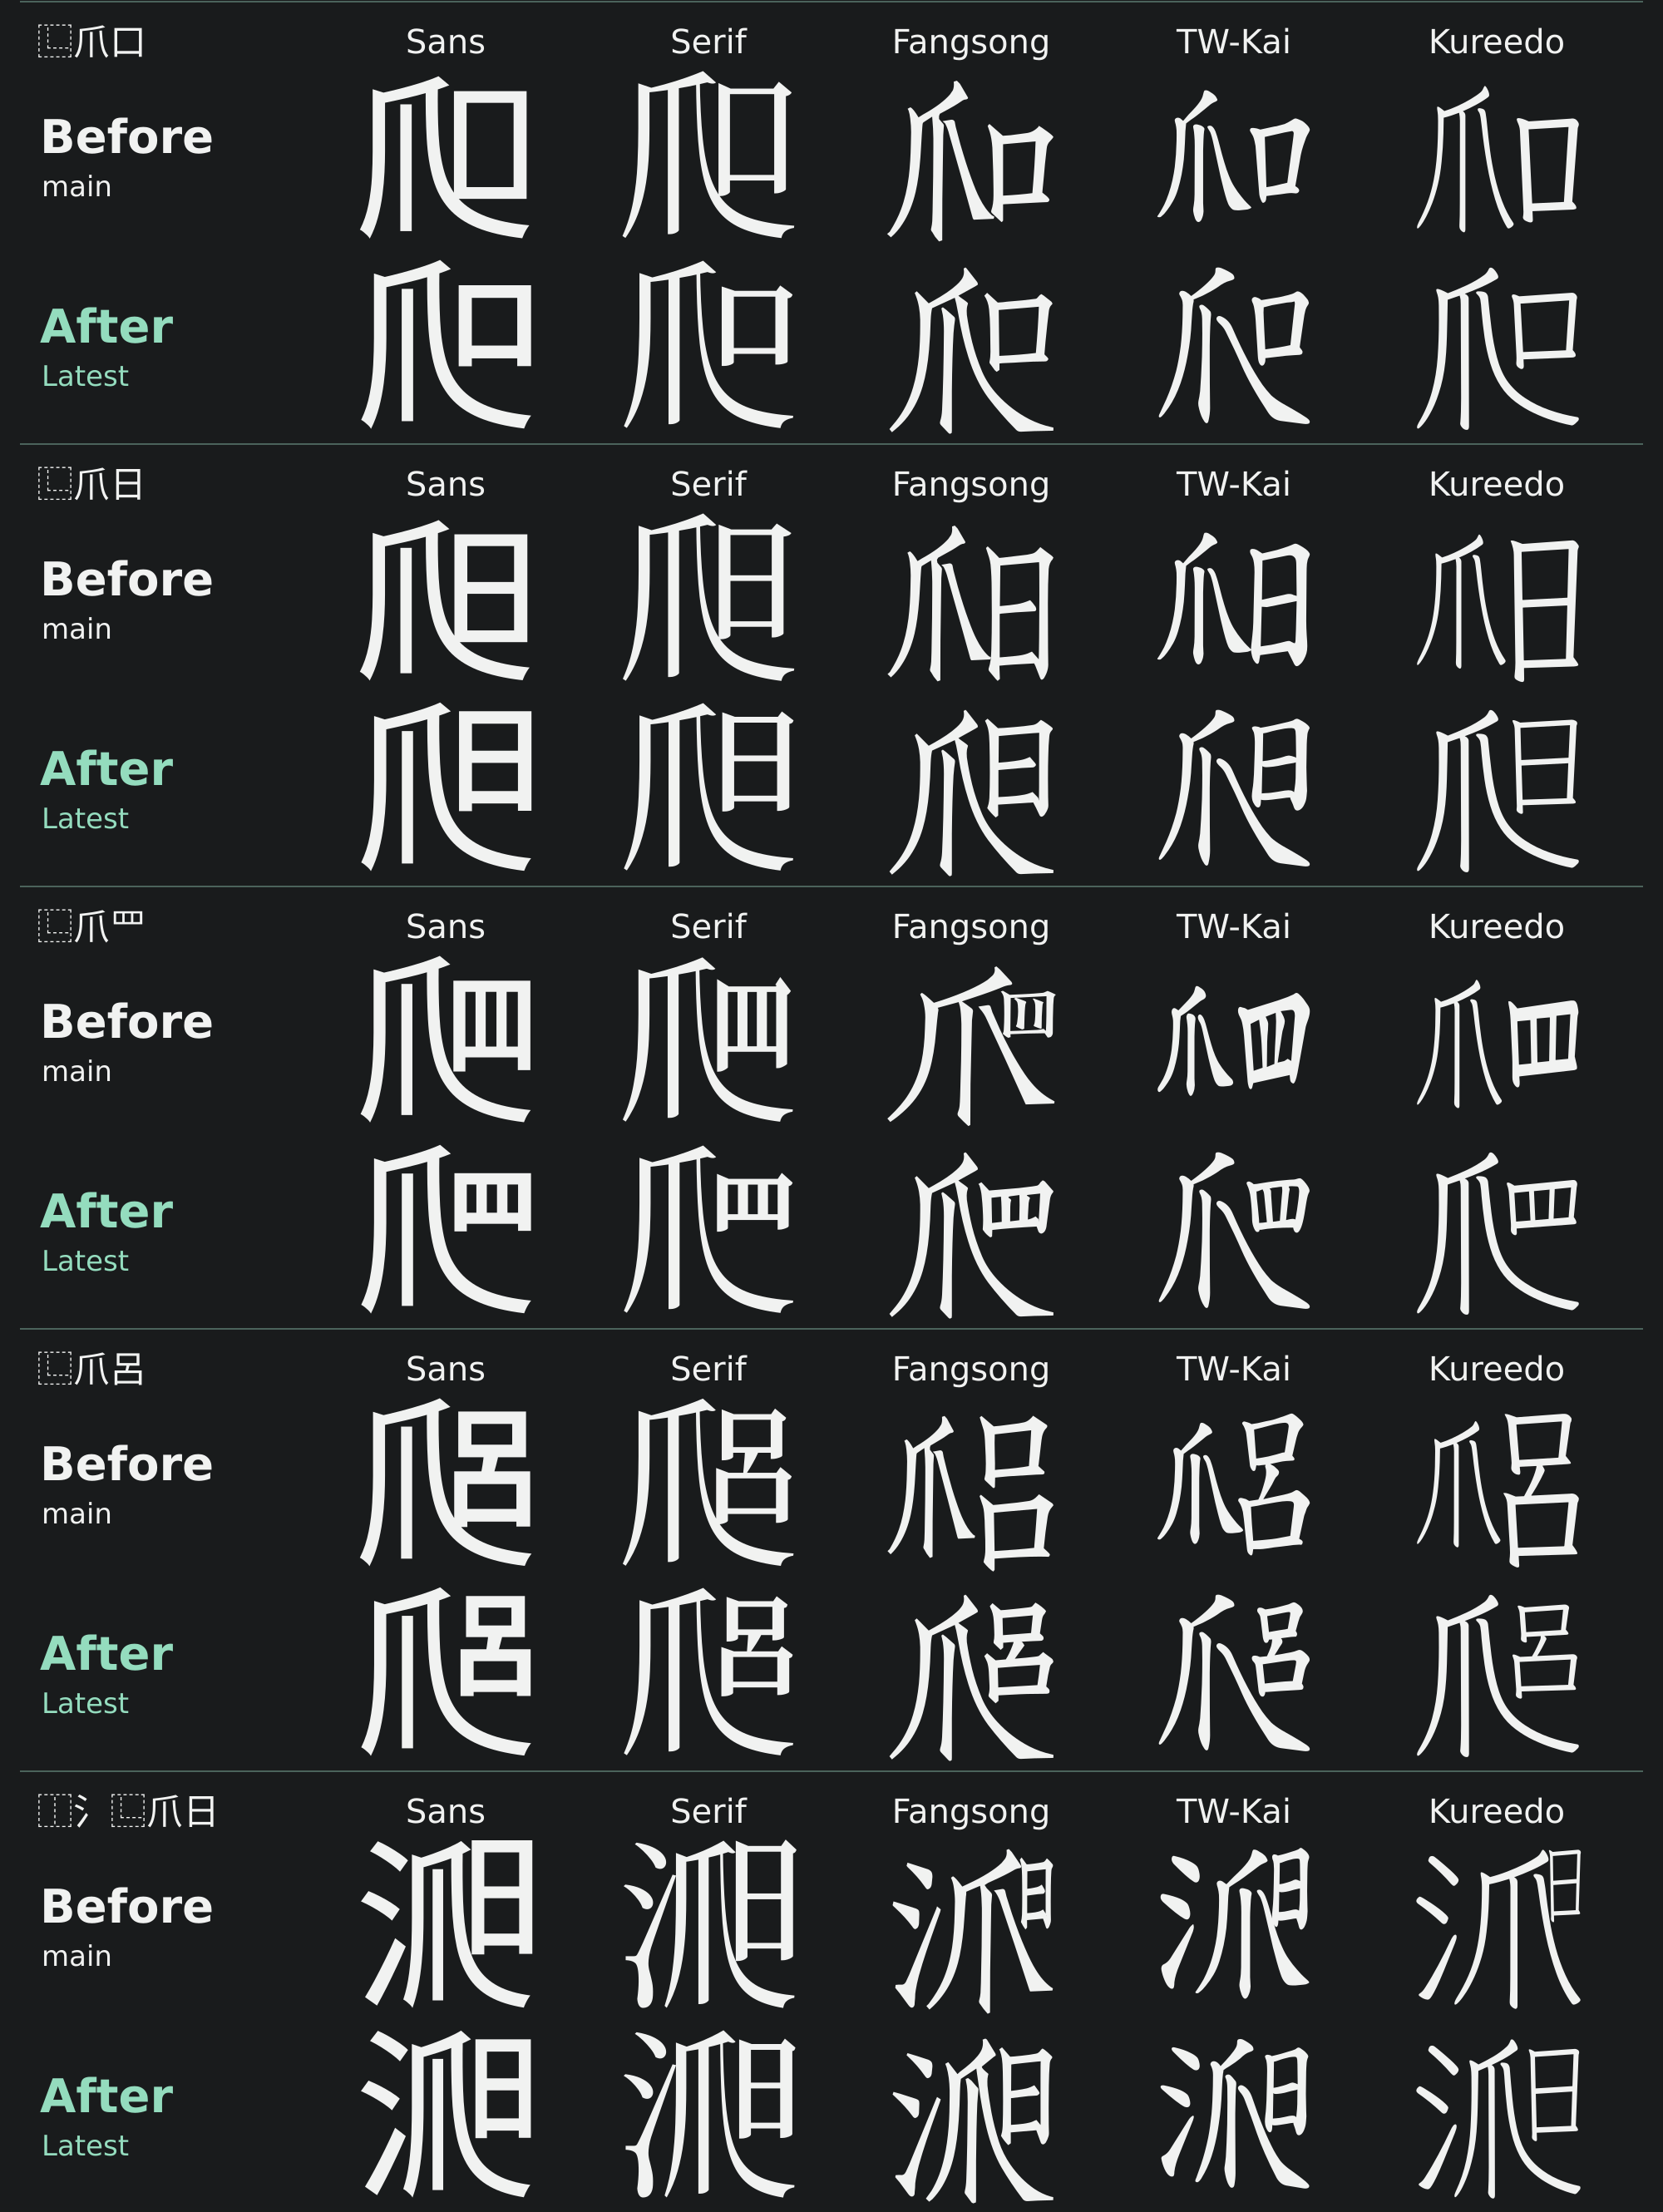 ⿺爪口 Sans Serif Fangsong TW-Kai Kureedo
Before
main
After
Latest
⿺爪日 Sans Serif Fangsong TW-Kai Kureedo
Before
main
After
Latest
⿺爪罒 Sans Serif Fangsong TW-Kai Kureedo
Before
main
After
Latest
⿺爪呂 Sans Serif Fangsong TW-Kai Kureedo
Before
main
After
Latest
⿰氵⿺爪日 Sans Serif Fangsong TW-Kai Kureedo
Before
main
After
Latest